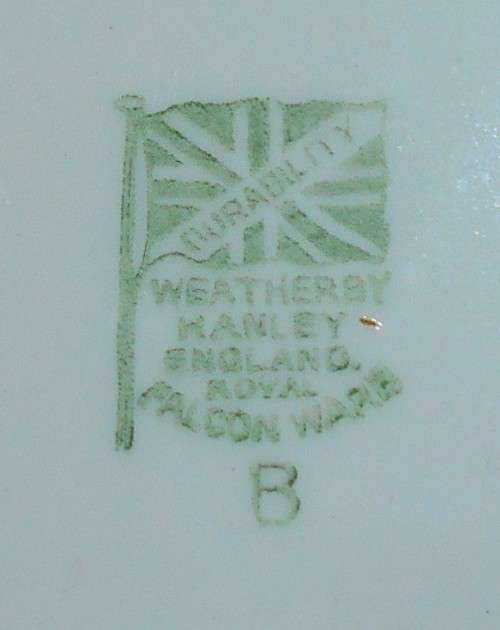 DURABILITY
WEATHERBY
HANLEY
ENGLAND.
ROYAL
FALCON WARE
B